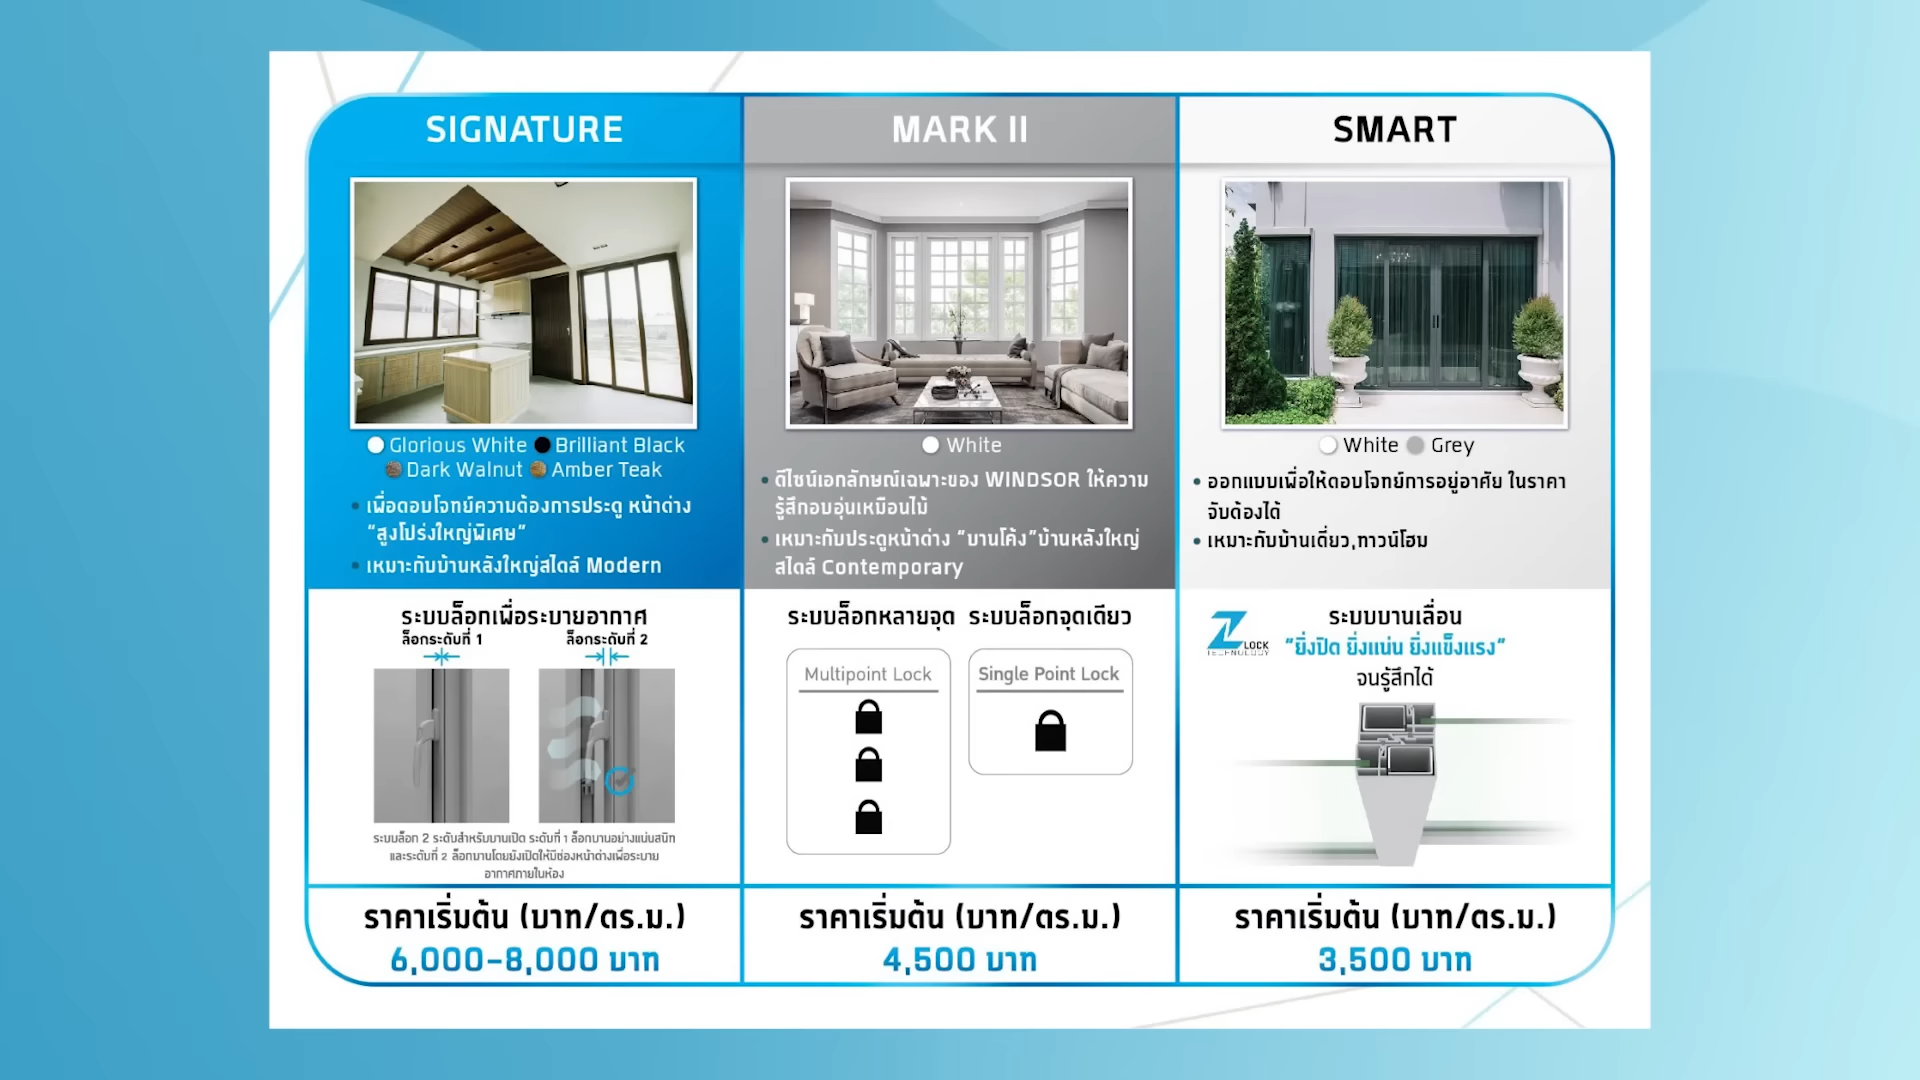 SIGNATURE
Glorious White Brilliant Black
Dark Walnut Amber Teak
• เพื่อตอบโจทย์ความต้องการประตู หน้าต่าง
“สูงโปร่งใหญ่พิเศษ”
• เหมาะกับบ้านหลังใหญ่สไตล์ Modern
ระบบล็อกเพื่อระบายอากาศ
ล็อกระดับที่ 1 ล็อกระดับที่ 2
ระบบล็อก 2 ระดับสำหรับบานเปิด ระดับที่ 1 ล็อกบานอย่างแน่นสนิท
และระดับที่ 2 ล็อกบานโดยยังเปิดให้มีช่องหน้าต่างเพื่อระบาย
อากาศภายในห้อง
ราคาเริ่มต้น (บาท/ตร.ม.)
6,000-8,000 บาท
MARK II
White
• ดีไซน์เอกลักษณ์เฉพาะของ WINDSOR ให้ความ
รู้สึกอบอุ่นเหมือนไม้
• เหมาะกับประตูหน้าต่าง “บานโค้ง”บ้านหลังใหญ่
สไตล์ Contemporary
ระบบล็อกหลายจุด ระบบล็อกจุดเดียว
Multipoint Lock Single Point Lock
ราคาเริ่มต้น (บาท/ตร.ม.)
4,500 บาท
SMART
White Grey
• ออกแบบเพื่อให้ตอบโจทย์การอยู่อาศัย ในราคา
จับต้องได้
• เหมาะกับบ้านเดี่ยว,ทาวน์โฮม
Z LOCK
TECHNOLOGY
ระบบบานเลื่อน
“ยิ่งปิด ยิ่งแน่น ยิ่งแข็งแรง”
จนรู้สึกได้
ราคาเริ่มต้น (บาท/ตร.ม.)
3,500 บาท